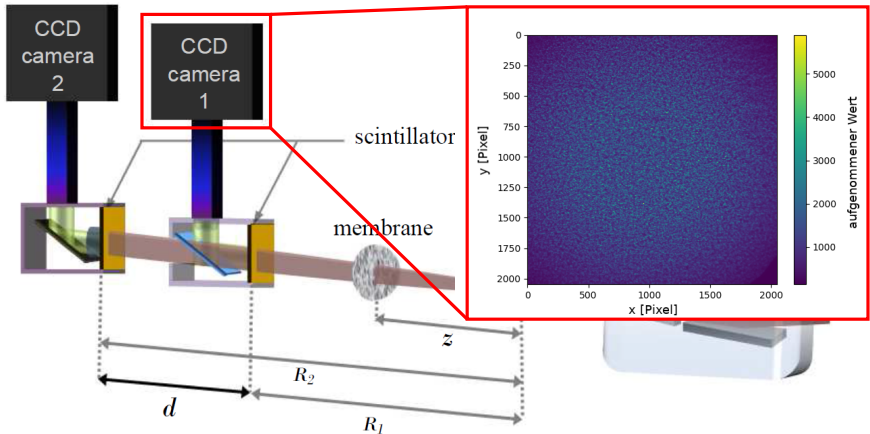 CCD
camera
2
CCD
camera
1
scintillator
membrane
z
R2
d
R1
0
250
500
750
1000
1250
1500
1750
2000
y [Pixel]
0
500
1000
1500
2000
x [Pixel]
5000
4000
3000
2000
1000
aufgenommener Wert